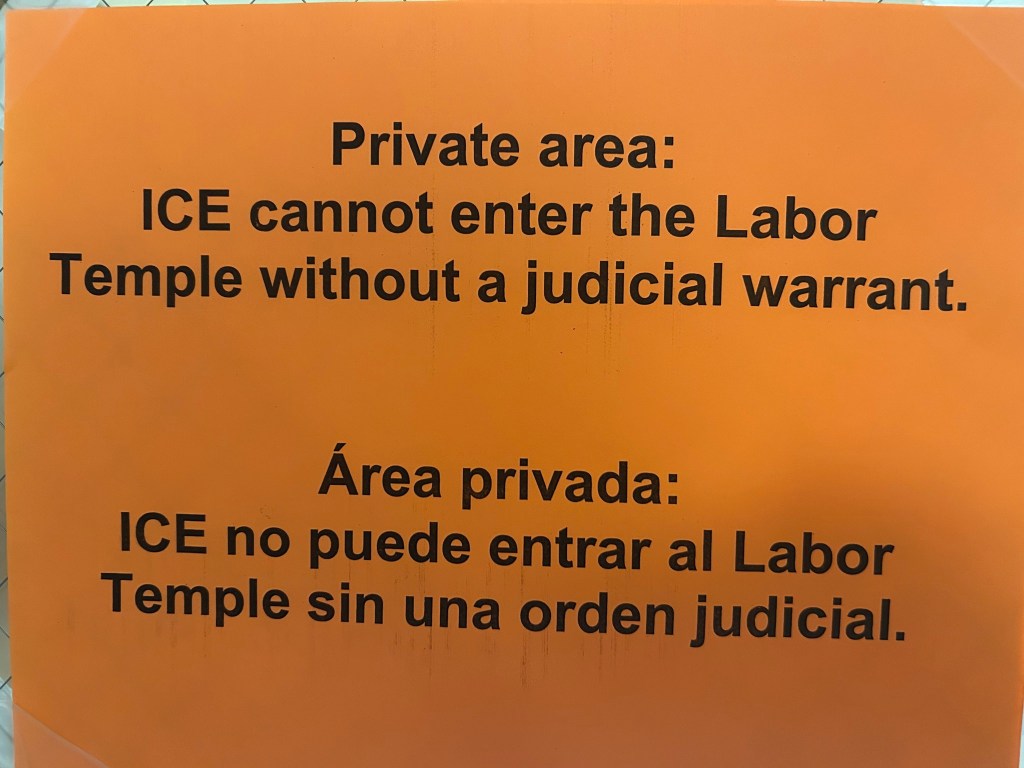 Private area:
ICE cannot enter the Labor
Temple without a judicial warrant.
Área privada:
ICE no puede entrar al Labor
Temple sin una orden judicial.